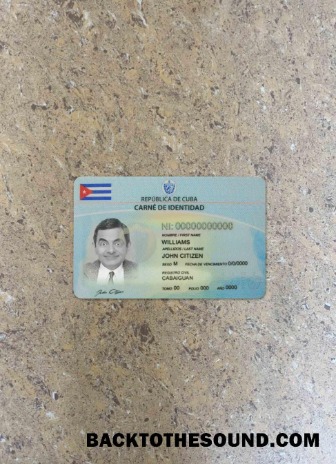 REPÚBLICA DE CUBA
CARNÉ DE IDENTIDAD
NI: 00000000000
NOMBRE / FIRST NAME
WILLIAMS
APELLIDOS / LAST NAME
JOHN CITIZEN
SEXO M FECHA DE VENCIMIENTO 0/0/0000
REGISTRO CIVIL
CABAIGUAN
TOMO 00 FOLIO 000 AÑO 0000
BACKTOTHESOUND.COM